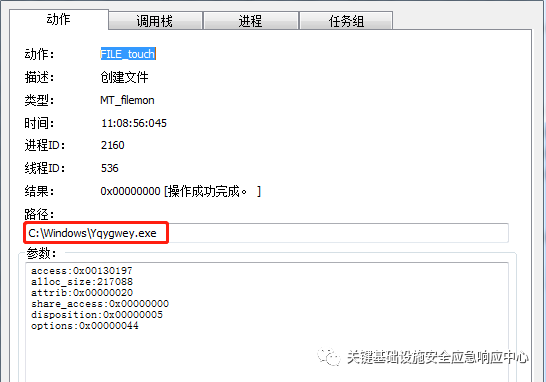 动作 调用栈 进程 任务组
动作： FILE_touch
描述： 创建文件
类型： MT_filemon
时间： 11:08:56:045
进程ID： 2160
线程ID： 536
结果： 0x00000000 [操作成功完成。 ]
路径：
C:\Windows\Yqygwey.exe
参数：
access:0x00130197
alloc_size:217088
attrib:0x00000020
share_access:0x00000000
disposition:0x00000005
options:0x00000044
关键基础设施安全应急响应中心